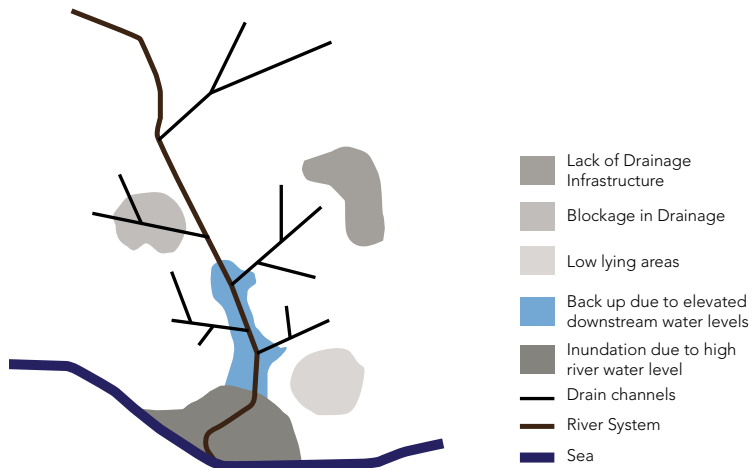 Lack of Drainage
Infrastructure
Blockage in Drainage
Low lying areas
Back up due to elevated
downstream water levels
Inundation due to high
river water level
Drain channels
River System
Sea